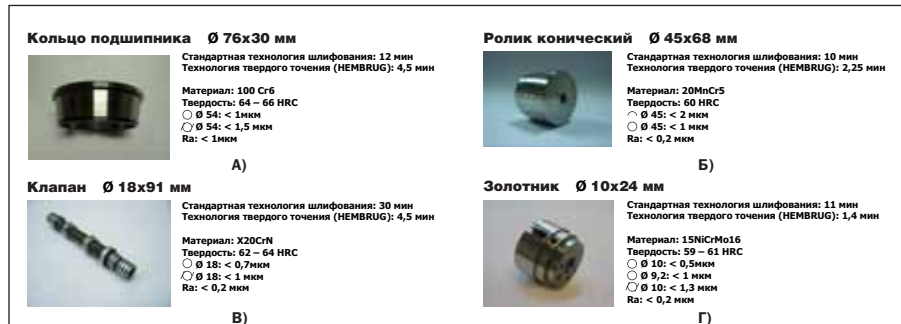 Кольцо подшипника Ø 76x30 мм
Стандартная технология шлифования: 12 мин
Технология твердого точения (HEMBRUG): 4,5 мин
Материал: 100 Cr6
Твердость: 64 – 66 HRC
○ Ø 54: < 1мкм
⌭ Ø 54: < 1,5 мкм
Ra: < 1мкм
А)
Ролик конический Ø 45x68 мм
Стандартная технология шлифования: 10 мин
Технология твердого точения (HEMBRUG): 2,25 мин
Материал: 20MnCr5
Твердость: 60 HRC
⌒ Ø 45: < 2 мкм
○ Ø 45: < 1 мкм
Ra: < 0,2 мкм
Б)
Клапан Ø 18x91 мм
Стандартная технология шлифования: 30 мин
Технология твердого точения (HEMBRUG): 4,5 мин
Материал: X20CrN
Твердость: 62 – 64 HRC
○ Ø 18: < 0,7мкм
⌭ Ø 18: < 1 мкм
Ra: < 0,2 мкм
В)
Золотник Ø 10x24 мм
Стандартная технология шлифования: 11 мин
Технология твердого точения (HEMBRUG): 1,4 мин
Материал: 15NiCrMo16
Твердость: 59 – 61 HRC
○ Ø 10: < 0,5мкм
○ Ø 9,2: < 1 мкм
⌭ Ø 10: < 1,3 мкм
Ra: < 0,2 мкм
Г)